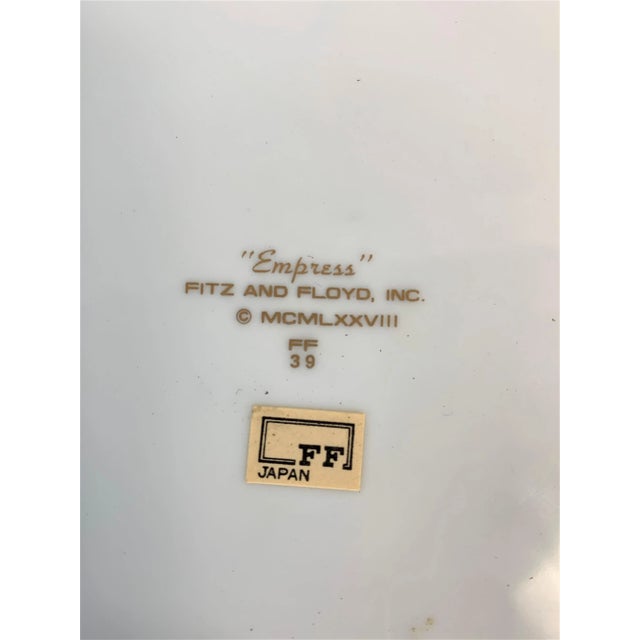 "Empress"
FITZ AND FLOYD, INC.
© MCMLXXVIII
FF
39
FF
JAPAN